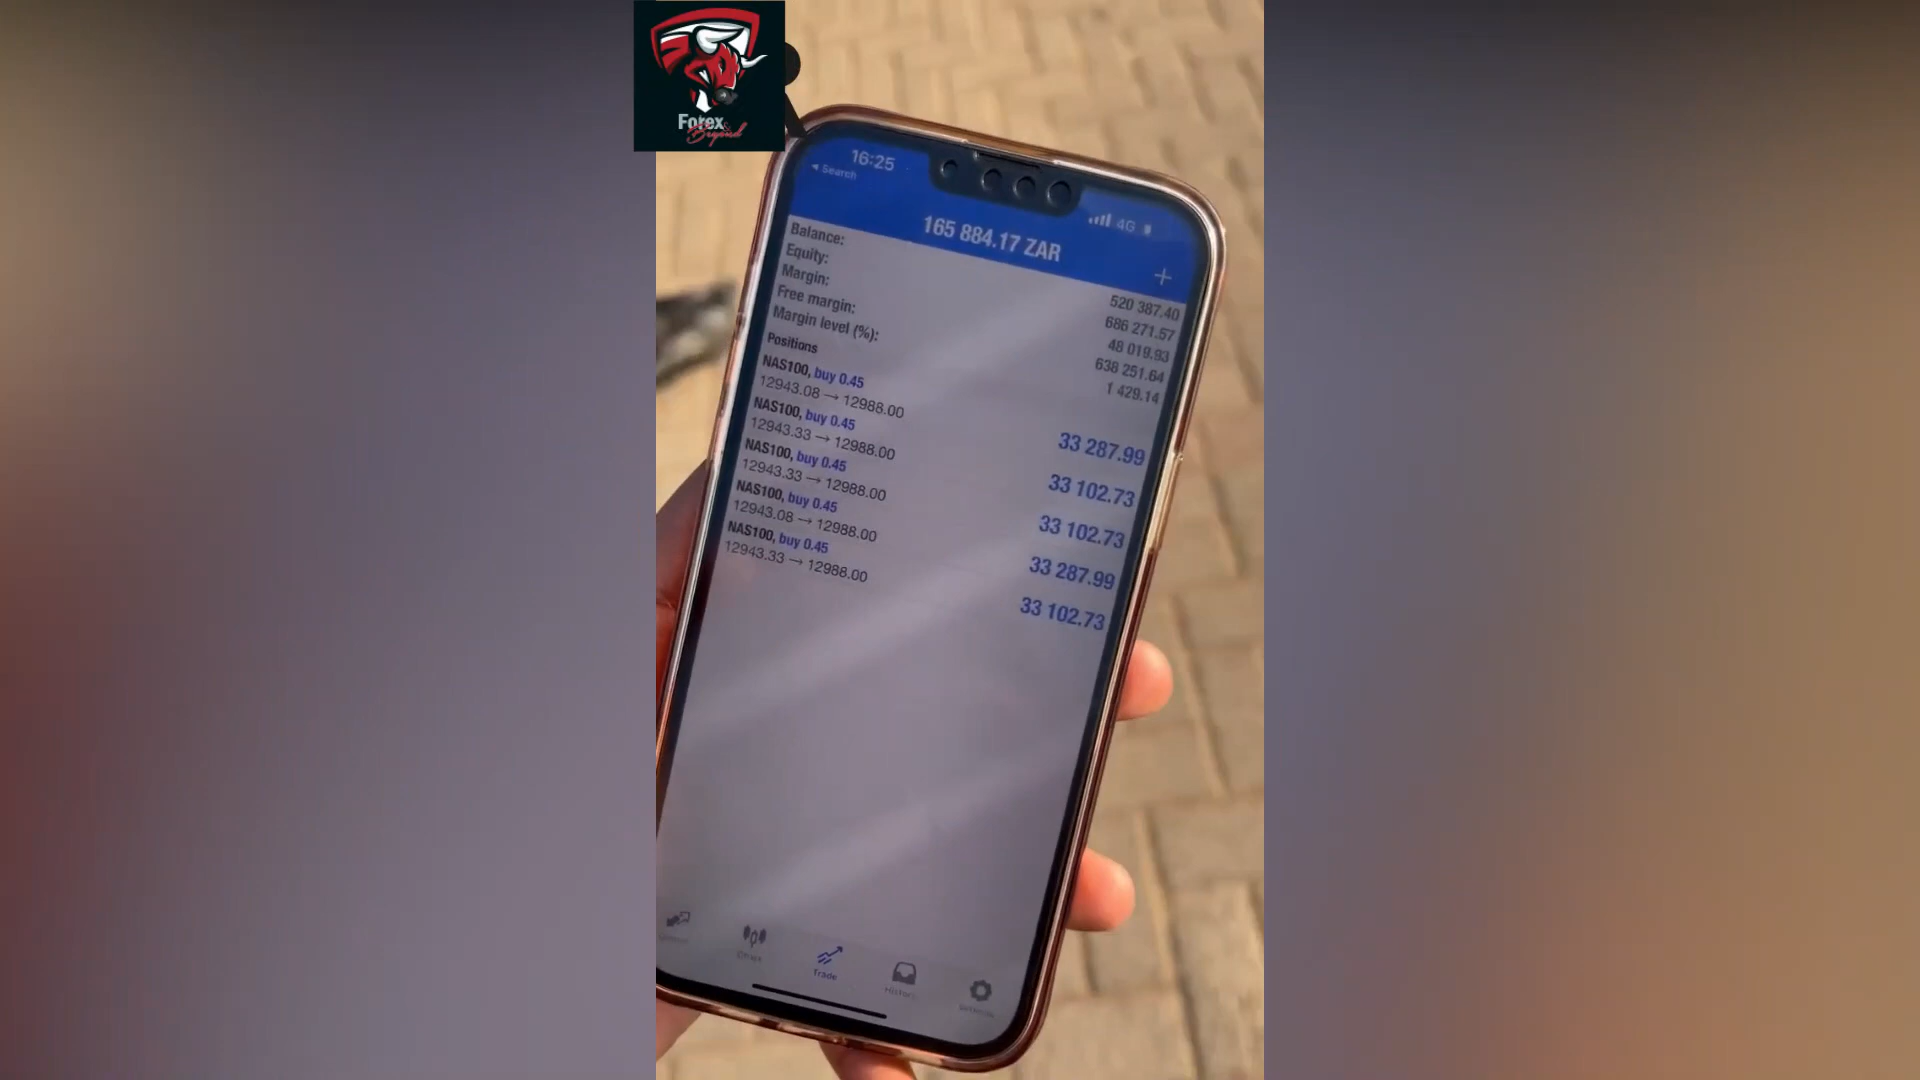 Forex
Beyond
16:25
Search
4G
165 884.17 ZAR
Balance: 520 387.40
Equity: 686 271.57
Margin: 48 019.93
Free margin: 638 251.64
Margin level (%): 1 429.14
Positions
NAS100, buy 0.45
12943.08 → 12988.00 33 287.99
NAS100, buy 0.45
12943.33 → 12988.00 33 102.73
NAS100, buy 0.45
12943.33 → 12988.00 33 102.73
NAS100, buy 0.45
12943.08 → 12988.00 33 287.99
NAS100, buy 0.45
12943.33 → 12988.00 33 102.73
Trade
History